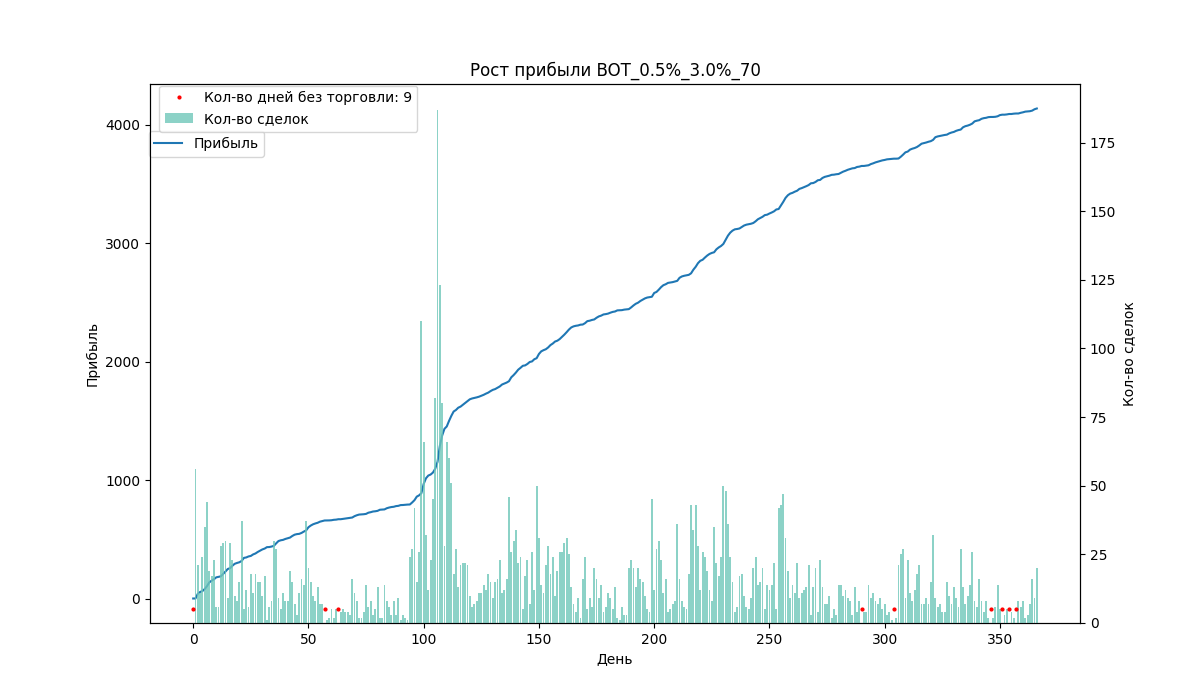 Рост прибыли BOT_0.5%_3.0%_70
Кол-во дней без торговли: 9
Кол-во сделок
Прибыль
4000
3000
2000
1000
0
Прибыль
175
150
125
100
75
50
25
0
Кол-во сделок
0 50 100 150 200 250 300 350
День